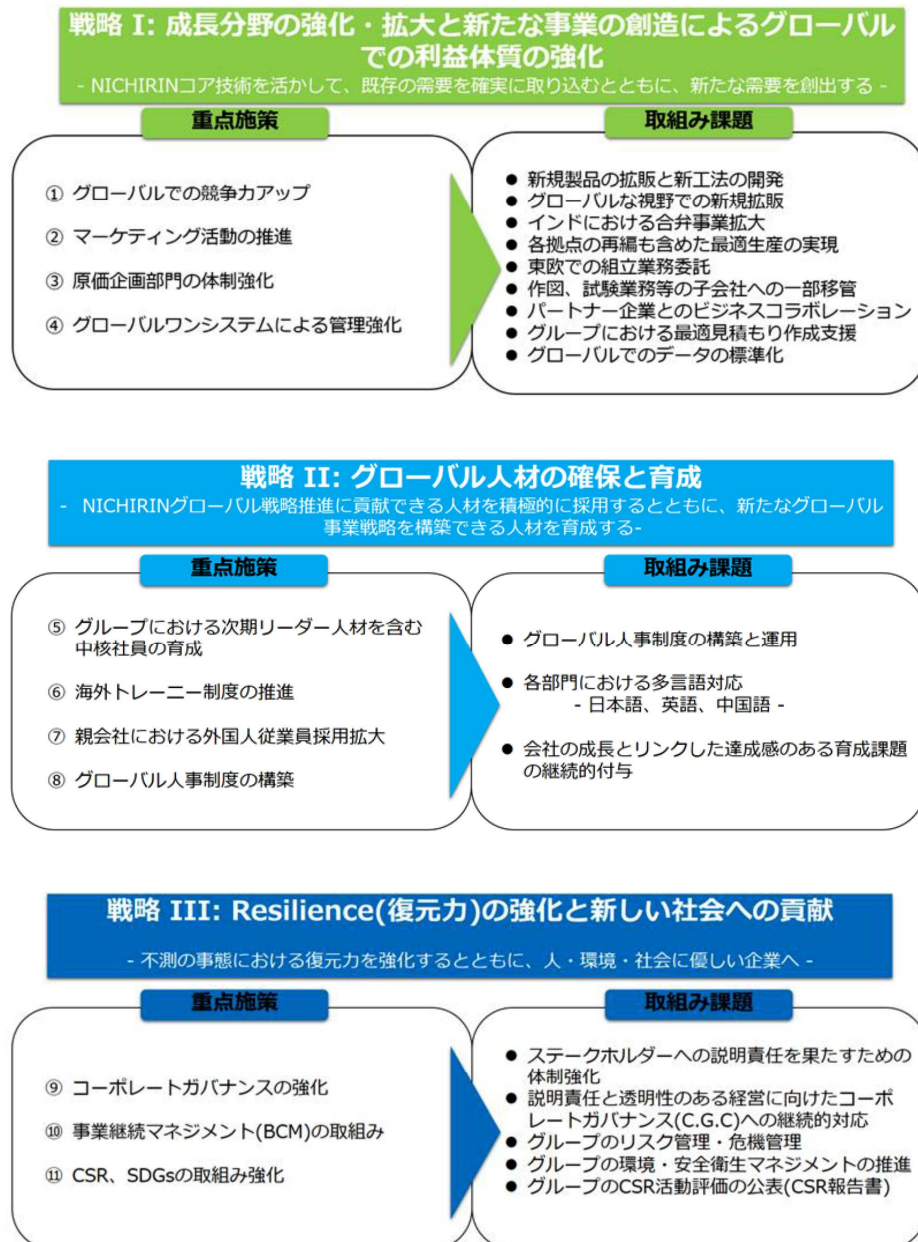 戦略 I: 成長分野の強化・拡大と新たな事業の創造によるグローバル
での利益体質の強化
- NICHIRINコア技術を活かして、既存の需要を確実に取り込むとともに、新たな需要を創出する -
重点施策
① グローバルでの競争力アップ
② マーケティング活動の推進
③ 原価企画部門の体制強化
④ グローバルワンシステムによる管理強化
取組み課題
● 新規製品の拡販と新工法の開発
● グローバルな視野での新規拡販
● インドにおける合弁事業拡大
● 各拠点の再編も含めた最適生産の実現
● 東欧での組立業務委託
● 作図、試験業務等の子会社への一部移管
● パートナー企業とのビジネスコラボレーション
● グループにおける最適見積もり作成支援
● グローバルでのデータの標準化
戦略 II: グローバル人材の確保と育成
- NICHIRINグローバル戦略推進に貢献できる人材を積極的に採用するとともに、新たなグローバル
事業戦略を構築できる人材を育成する-
重点施策
⑤ グループにおける次期リーダー人材を含む
中核社員の育成
⑥ 海外トレーニー制度の推進
⑦ 親会社における外国人従業員採用拡大
⑧ グローバル人事制度の構築
取組み課題
● グローバル人事制度の構築と運用
● 各部門における多言語対応
- 日本語、英語、中国語 -
● 会社の成長とリンクした達成感のある育成課題
の継続的付与
戦略 III: Resilience(復元力)の強化と新しい社会への貢献
- 不測の事態における復元力を強化するとともに、人・環境・社会に優しい企業へ -
重点施策
⑨ コーポレートガバナンスの強化
⑩ 事業継続マネジメント(BCM)の取組み
⑪ CSR、SDGsの取組み強化
取組み課題
● ステークホルダーへの説明責任を果たすための
体制強化
● 説明責任と透明性のある経営に向けたコーポ
レートガバナンス(C.G.C)への継続的対応
● グループのリスク管理・危機管理
● グループの環境・安全衛生マネジメントの推進
● グループのCSR活動評価の公表(CSR報告書)